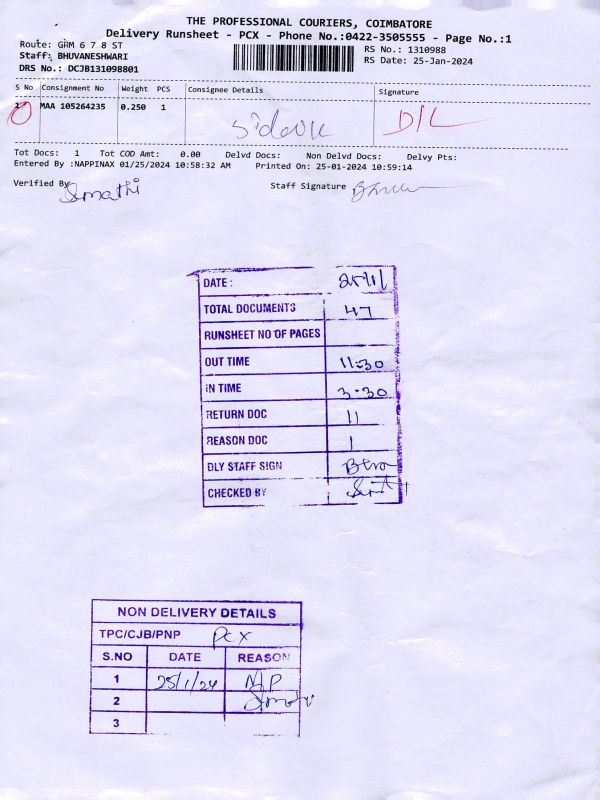 THE PROFESSIONAL COURIERS, COIMBATORE
Delivery Runsheet - PCX - Phone No.:0422-3505555 - Page No.:1
Route: GRM 6 7 8 ST
RS No.: 1310988
Staff: BHUVANESHWARI
RS Date: 25-Jan-2024
DRS No.: DCJB131098801
S No Consignment No Weight PCS Consignee Details Signature
1 MAA 105264235 0.250 1 D/L
Tot Docs: 1 Tot COD Amt: 0.00 Delvd Docs: Non Delvd Docs: Delvy Pts:
Entered By :NAPPINAX 01/25/2024 10:58:32 AM Printed On: 25-01-2024 10:59:14
Verified By Sumathi Staff Signature
DATE: 25/1/
TOTAL DOCUMENTS 47
RUNSHEET NO OF PAGES
OUT TIME 11:30
IN TIME 3-30
RETURN DOC 11
REASON DOC 1
DLY STAFF SIGN
CHECKED BY
NON DELIVERY DETAILS
TPC/CJB/PNP PCX
S.NO DATE REASON
1 25/1/24 N/P
2
3